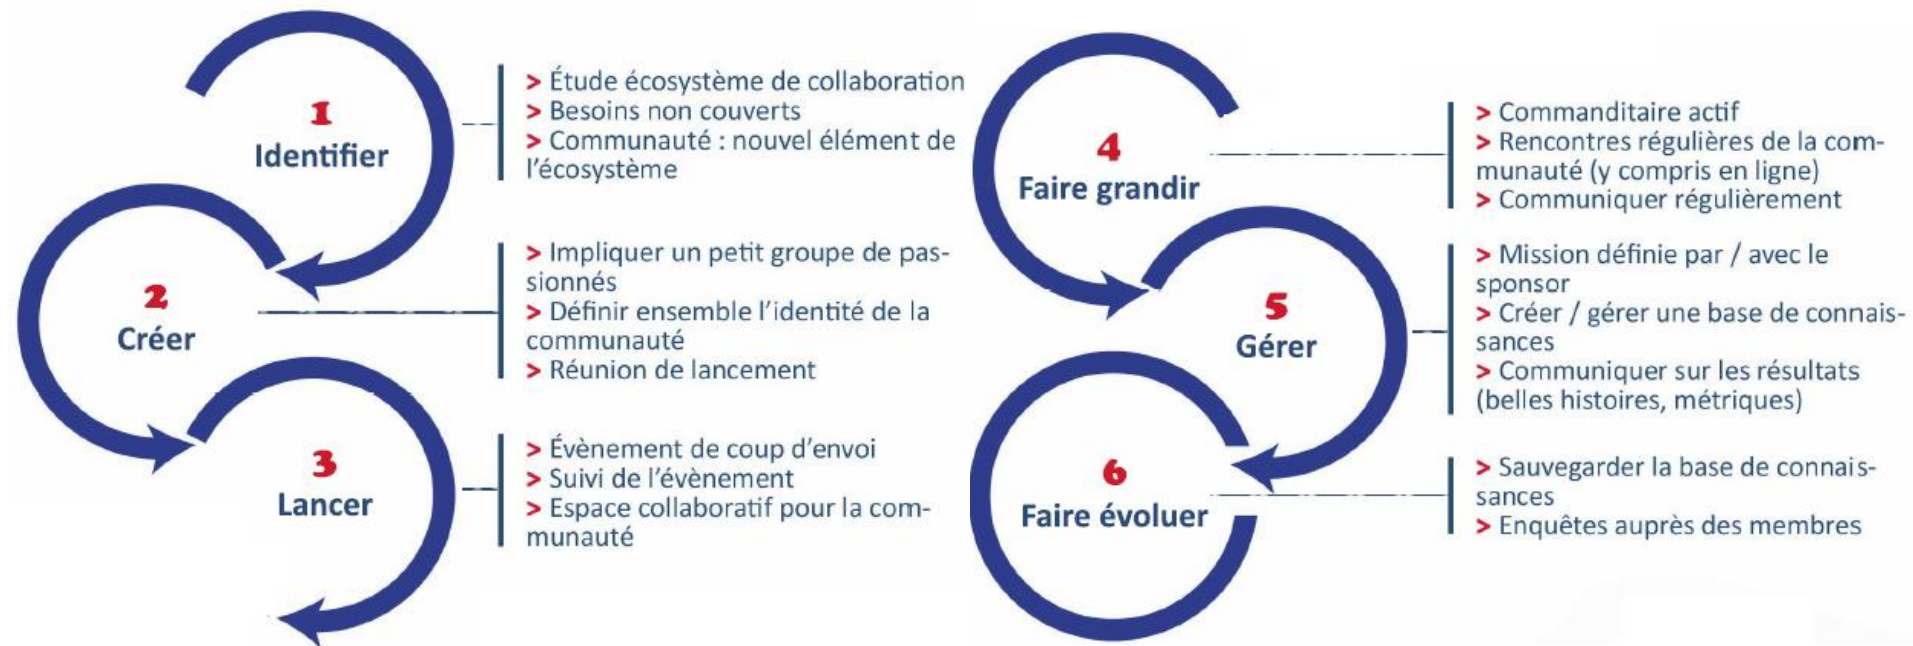 1
Identifier
> Étude écosystème de collaboration
> Besoins non couverts
> Communauté : nouvel élément de
l'écosystème
2
Créer
> Impliquer un petit groupe de pas-
sionnés
> Définir ensemble l'identité de la
communauté
> Réunion de lancement
3
Lancer
> Évènement de coup d'envoi
> Suivi de l'évènement
> Espace collaboratif pour la com-
munauté
4
Faire grandir
> Commanditaire actif
> Rencontres régulières de la com-
munauté (y compris en ligne)
> Communiquer régulièrement
5
Gérer
> Mission définie par / avec le
sponsor
> Créer / gérer une base de connais-
sances
> Communiquer sur les résultats
(belles histoires, métriques)
6
Faire évoluer
> Sauvegarder la base de connais-
sances
> Enquêtes auprès des membres